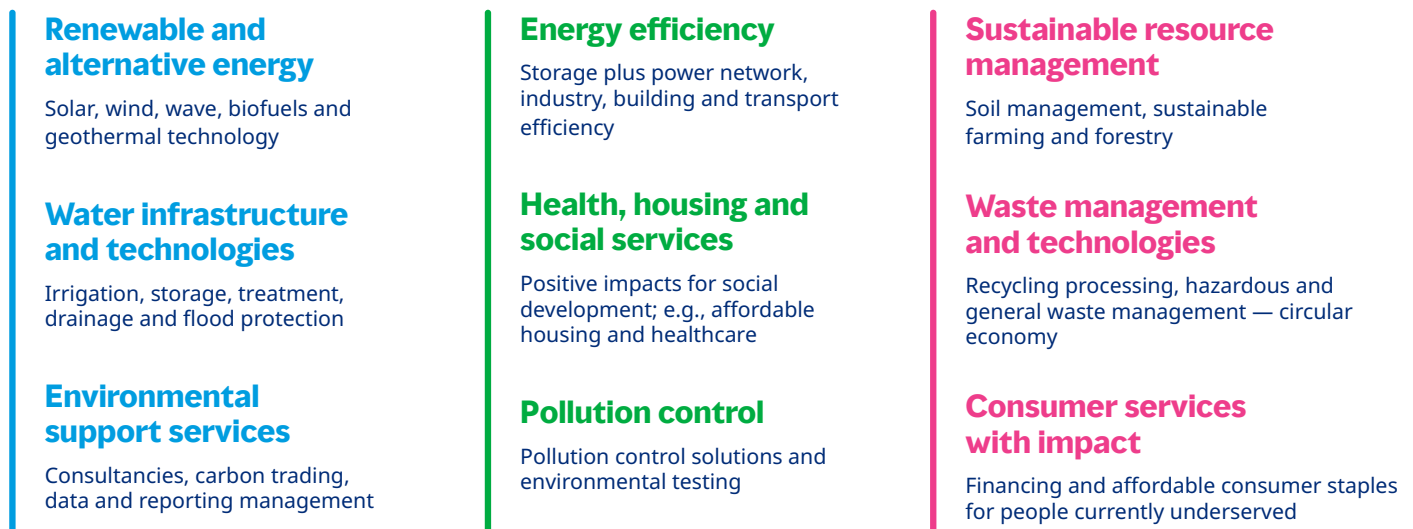 Renewable and
alternative energy
Solar, wind, wave, biofuels and
geothermal technology
Water infrastructure
and technologies
Irrigation, storage, treatment,
drainage and flood protection
Environmental
support services
Consultancies, carbon trading,
data and reporting management
Energy efficiency
Storage plus power network,
industry, building and transport
efficiency
Health, housing and
social services
Positive impacts for social
development; e.g., affordable
housing and healthcare
Pollution control
Pollution control solutions and
environmental testing
Sustainable resource
management
Soil management, sustainable
farming and forestry
Waste management
and technologies
Recycling processing, hazardous and
general waste management — circular
economy
Consumer services
with impact
Financing and affordable consumer staples
for people currently underserved